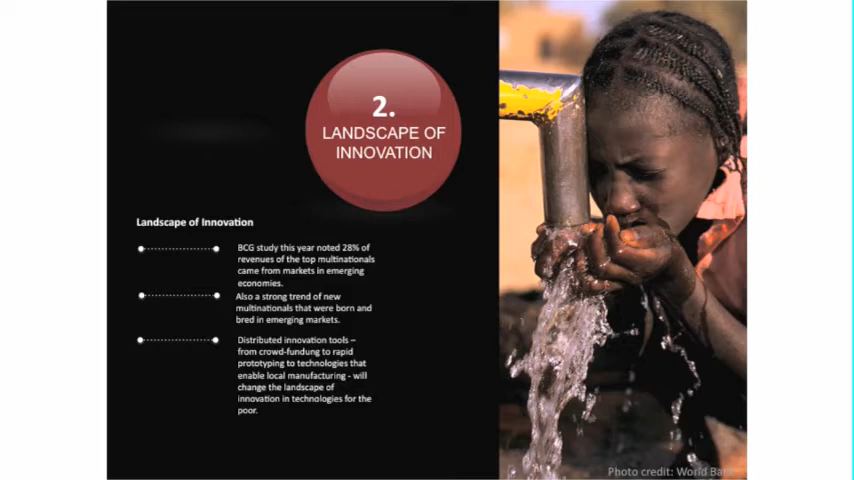 2.
LANDSCAPE OF
INNOVATION
Landscape of Innovation
BCG study this year noted 28% of
revenues of the top multinationals
came from markets in emerging
economies.
Also a strong trend of new
multinationals that were born and
bred in emerging markets.
Distributed innovation tools –
from crowd-fundung to rapid
prototyping to technologies that
enable local manufacturing - will
change the landscape of
innovation in technologies for the
poor.
Photo credit: World